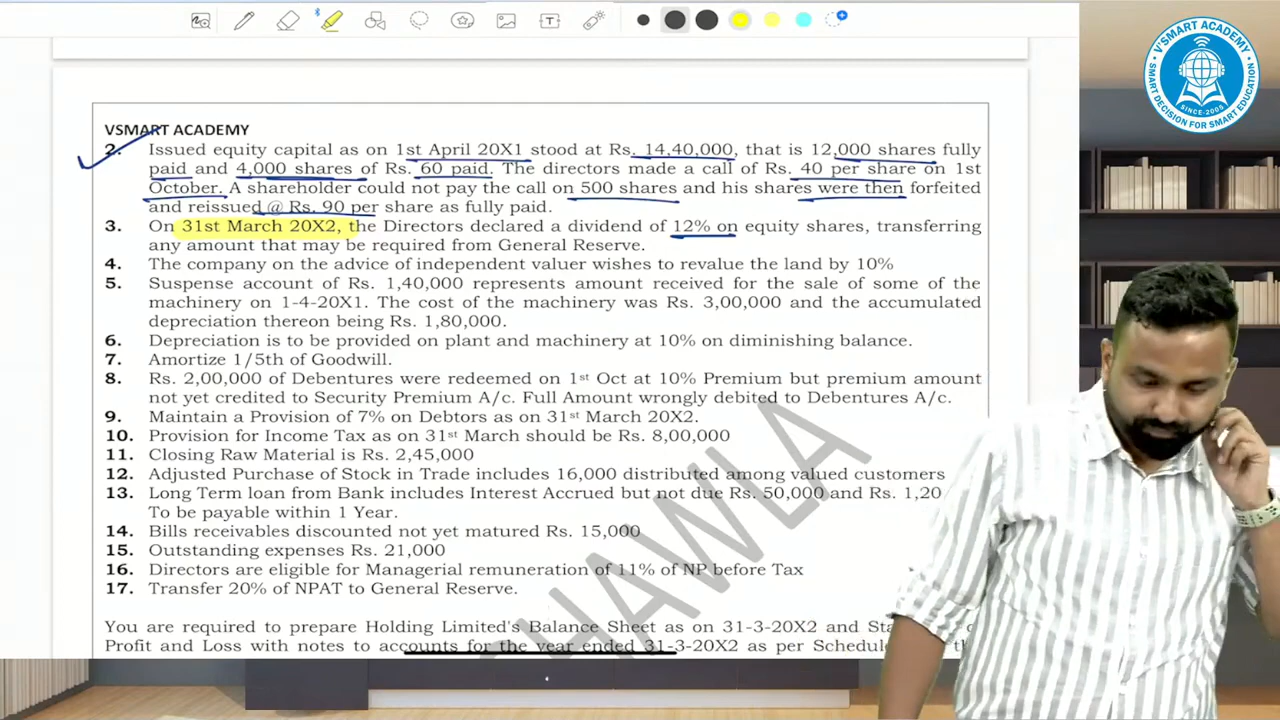 VSMART ACADEMY
2. Issued equity capital as on 1st April 20X1 stood at Rs. 14,40,000, that is 12,000 shares fully
paid and 4,000 shares of Rs. 60 paid. The directors made a call of Rs. 40 per share on 1st
October. A shareholder could not pay the call on 500 shares and his shares were then forfeited
and reissued @ Rs. 90 per share as fully paid.
3. On 31st March 20X2, the Directors declared a dividend of 12% on equity shares, transferring
any amount that may be required from General Reserve.
4. The company on the advice of independent valuer wishes to revalue the land by 10%
5. Suspense account of Rs. 1,40,000 represents amount received for the sale of some of the
machinery on 1-4-20X1. The cost of the machinery was Rs. 3,00,000 and the accumulated
depreciation thereon being Rs. 1,80,000.
6. Depreciation is to be provided on plant and machinery at 10% on diminishing balance.
7. Amortize 1/5th of Goodwill.
8. Rs. 2,00,000 of Debentures were redeemed on 1st Oct at 10% Premium but premium amount
not yet credited to Security Premium A/c. Full Amount wrongly debited to Debentures A/c.
9. Maintain a Provision of 7% on Debtors as on 31st March 20X2.
10. Provision for Income Tax as on 31st March should be Rs. 8,00,000
11. Closing Raw Material is Rs. 2,45,000
12. Adjusted Purchase of Stock in Trade includes 16,000 distributed among valued customers
13. Long Term loan from Bank includes Interest Accrued but not due Rs. 50,000 and Rs. 1,20
To be payable within 1 Year.
14. Bills receivables discounted not yet matured Rs. 15,000
15. Outstanding expenses Rs. 21,000
16. Directors are eligible for Managerial remuneration of 11% of NP before Tax
17. Transfer 20% of NPAT to General Reserve.
You are required to prepare Holding Limited's Balance Sheet as on 31-3-20X2 and Sta
Profit and Loss with notes to accounts for the year ended 31-3-20X2 as per Schedule
CHAWLA
V'SMART ACADEMY
SMART DECISION FOR SMART EDUCATION
SINCE-2005